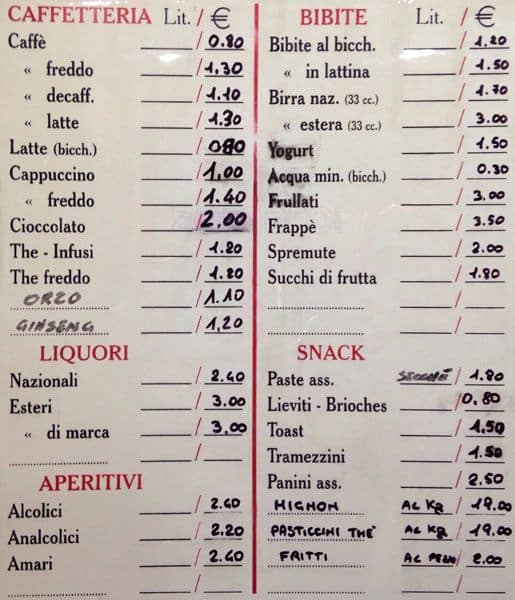 CAFFETTERIA Lit. / €
Caffè / 0.80
« freddo / 1,30
« decaff. / 1.10
« latte / 1.30
Latte (bicch.) / 0.80
Cappuccino / 1,00
« freddo / 1.40
Cioccolato / 2,00
The - Infusi / 1.20
The freddo / 1.20
ORZO / 1.10
GINSENG / 1,20
LIQUORI
Nazionali / 2.40
Esteri / 3.00
« di marca / 3,00
APERITIVI
Alcolici / 2.40
Analcolici / 2.20
Amari / 2.40
BIBITE Lit. / €
Bibite al bicch. / 1.20
« in lattina / 1.50
Birra naz. (33 cc.) / 1.70
« estera (33 cc.) / 3.00
Yogurt / 1.50
Acqua min. (bicch.) / 0.30
Frullati / 3.00
Frappè / 3.50
Spremute / 2.00
Succhi di frutta / 1.80
SNACK
Paste ass. / 1.80
Lieviti - Brioches / 0.80
Toast / 1,50
Tramezzini / 1.50
Panini ass. / 2.50
MIGNON AL KG / 19.00
PASTICCINI THÈ AL KG / 19.00
FRITTI AL PEZZO / 2.00